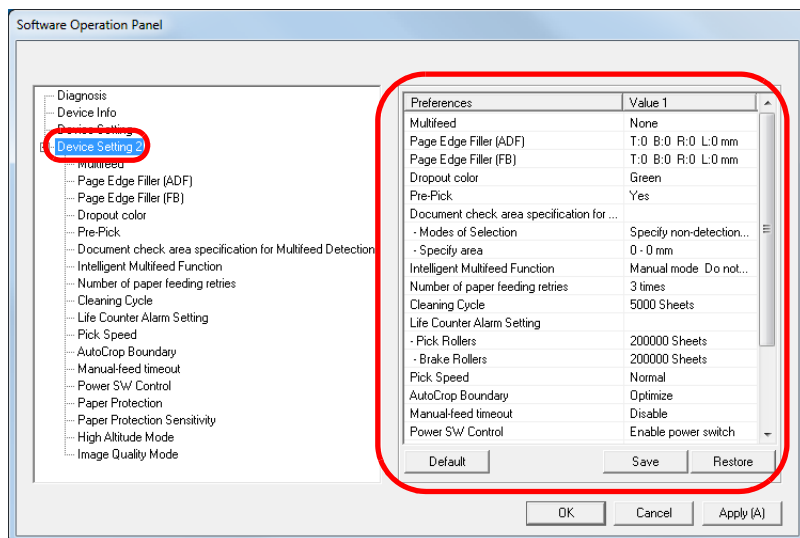 Software Operation Panel
Diagnosis
Device Info
Device Setting
Device Setting 2
Multifeed
Page Edge Filler (ADF)
Page Edge Filler (FB)
Dropout color
Pre-Pick
Document check area specification for Multifeed Detection
Intelligent Multifeed Function
Number of paper feeding retries
Cleaning Cycle
Life Counter Alarm Setting
Pick Speed
AutoCrop Boundary
Manual-feed timeout
Power SW Control
Paper Protection
Paper Protection Sensitivity
High Altitude Mode
Image Quality Mode
Preferences Value 1
Multifeed None
Page Edge Filler (ADF) T:0 B:0 R:0 L:0 mm
Page Edge Filler (FB) T:0 B:0 R:0 L:0 mm
Dropout color Green
Pre-Pick Yes
Document check area specification for ...
- Modes of Selection Specify non-detection...
- Specify area 0 - 0 mm
Intelligent Multifeed Function Manual mode Do not...
Number of paper feeding retries 3 times
Cleaning Cycle 5000 Sheets
Life Counter Alarm Setting
- Pick Rollers 200000 Sheets
- Brake Rollers 200000 Sheets
Pick Speed Normal
AutoCrop Boundary Optimize
Manual-feed timeout Disable
Power SW Control Enable power switch
Default Save Restore
OK Cancel Apply (A)